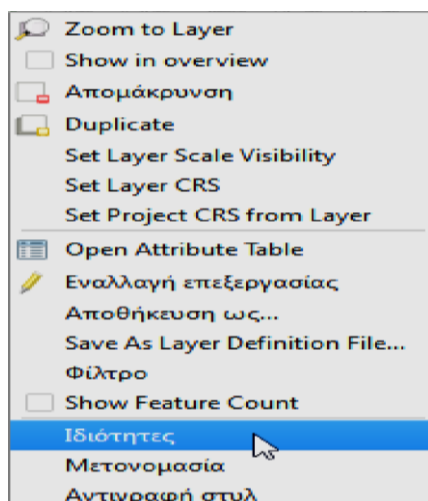 Zoom to Layer
Show in overview
Απομάκρυνση
Duplicate
Set Layer Scale Visibility
Set Layer CRS
Set Project CRS from Layer
Open Attribute Table
Εναλλαγή επεξεργασίας
Αποθήκευση ως...
Save As Layer Definition File...
Φίλτρο
Show Feature Count
Ιδιότητες
Μετονομασία
Αντιγραφή στυλ